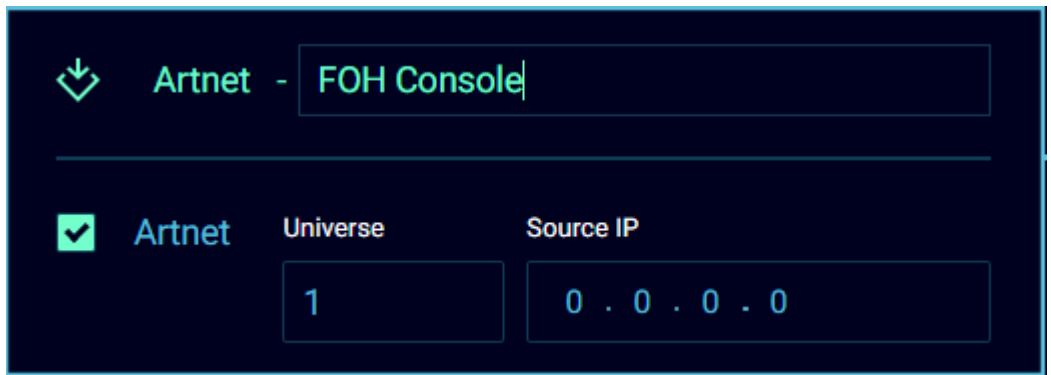 Artnet - FOH Console
Artnet Universe Source IP
1 0 . 0 . 0 . 0